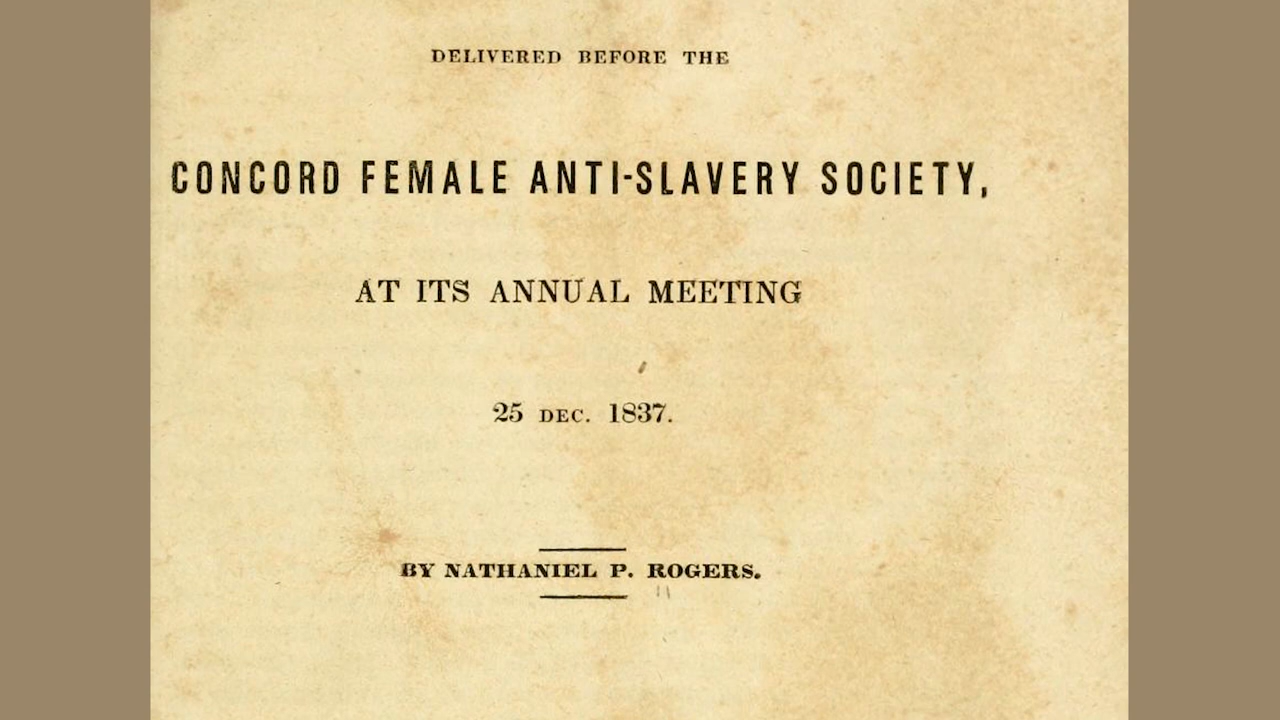 DELIVERED BEFORE THE
CONCORD FEMALE ANTI-SLAVERY SOCIETY,
AT ITS ANNUAL MEETING
25 DEC. 1837.
BY NATHANIEL P. ROGERS.